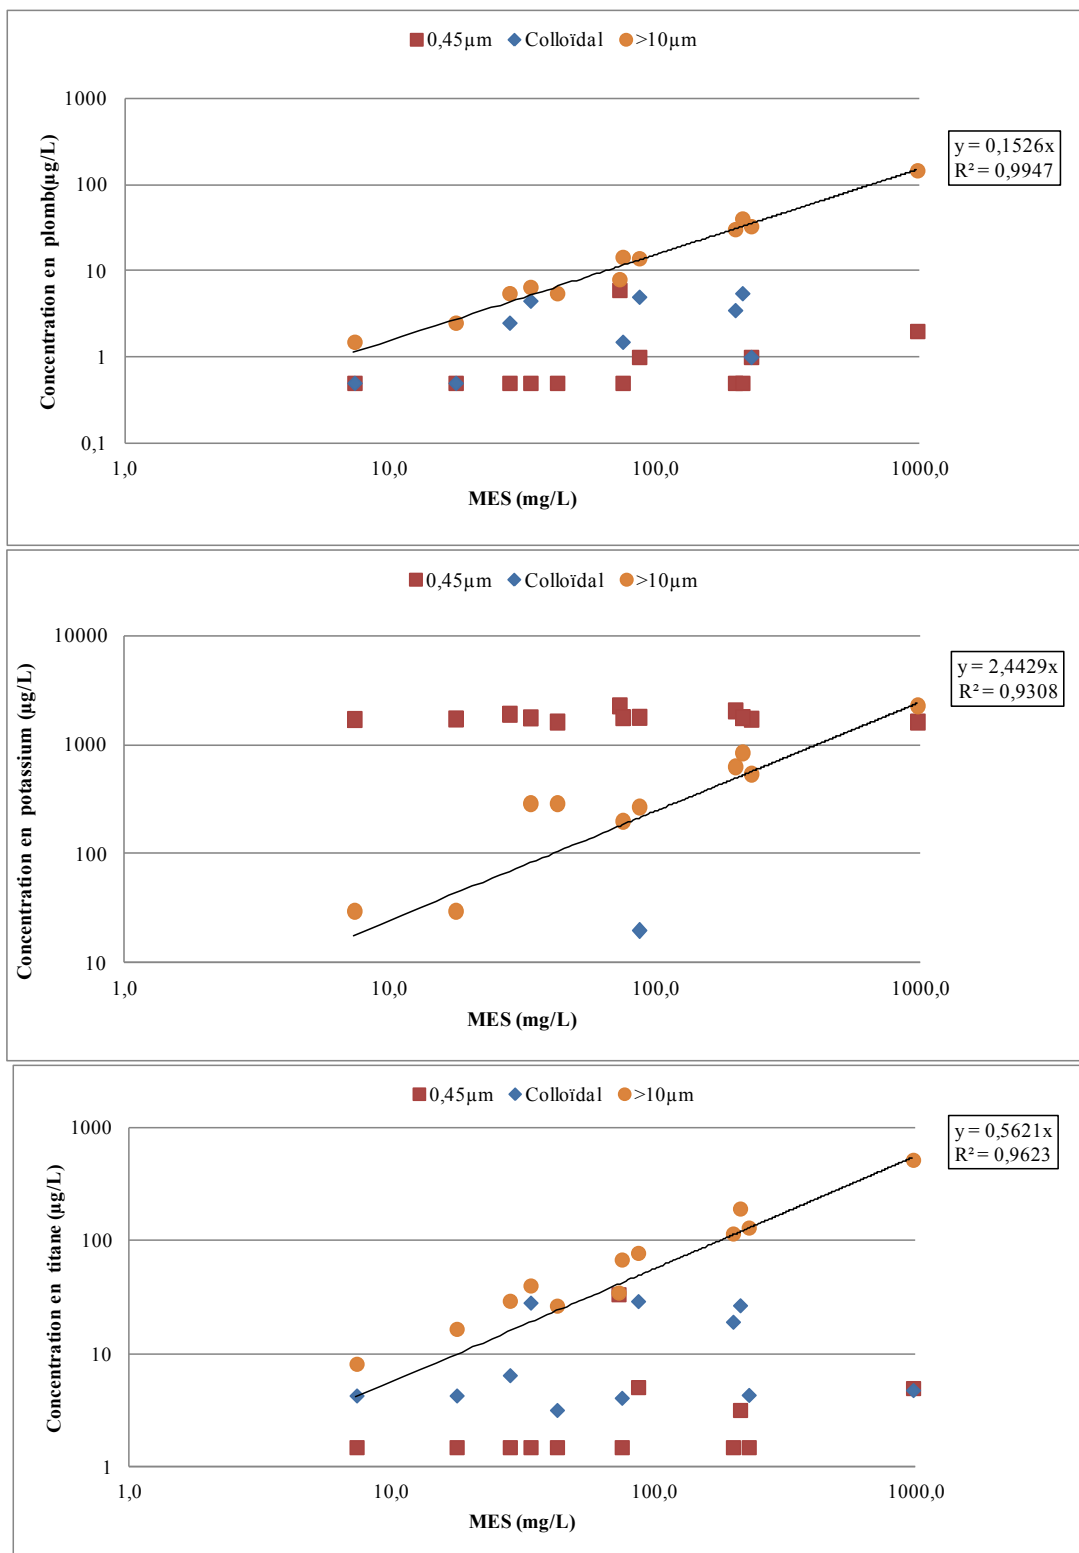 0,45µm Colloïdal >10µm
1000
100
10
1
0,1
Concentration en plomb(µg/L)
y = 0,1526x
R² = 0,9947
1,0 10,0 100,0 1000,0
MES (mg/L)
0,45µm Colloïdal >10µm
10000
1000
100
10
Concentration en potassium (µg/L)
y = 2,4429x
R² = 0,9308
1,0 10,0 100,0 1000,0
MES (mg/L)
0,45µm Colloïdal >10µm
1000
100
10
1
Concentration en titane (µg/L)
y = 0,5621x
R² = 0,9623
1,0 10,0 100,0 1000,0
MES (mg/L)